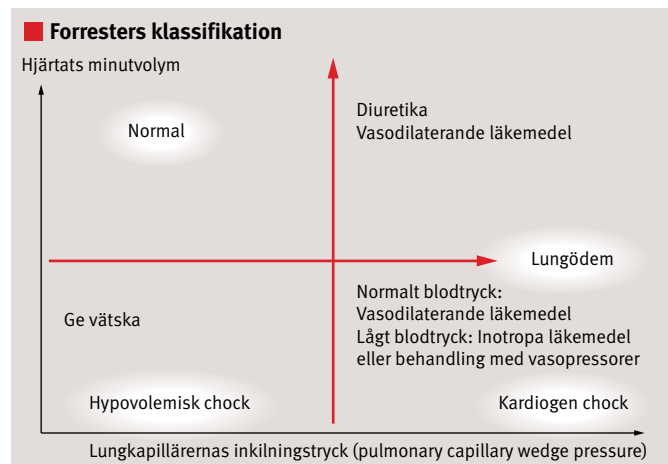 Forresters klassifikation
Hjärtats minutvolym
Normal
Diuretika
Vasodilaterande läkemedel
Lungödem
Ge vätska
Normalt blodtryck:
Vasodilaterande läkemedel
Lågt blodtryck: Inotropa läkemedel
eller behandling med vasopressorer
Hypovolemisk chock
Kardiogen chock
Lungkapillärernas inkilningstryck (pulmonary capillary wedge pressure)